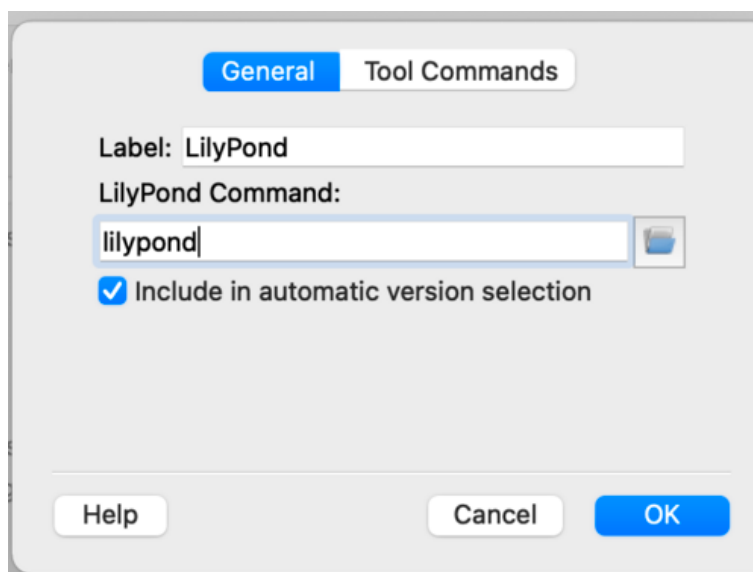 General Tool Commands
Label: LilyPond
LilyPond Command:
lilypond
Include in automatic version selection
Help Cancel OK